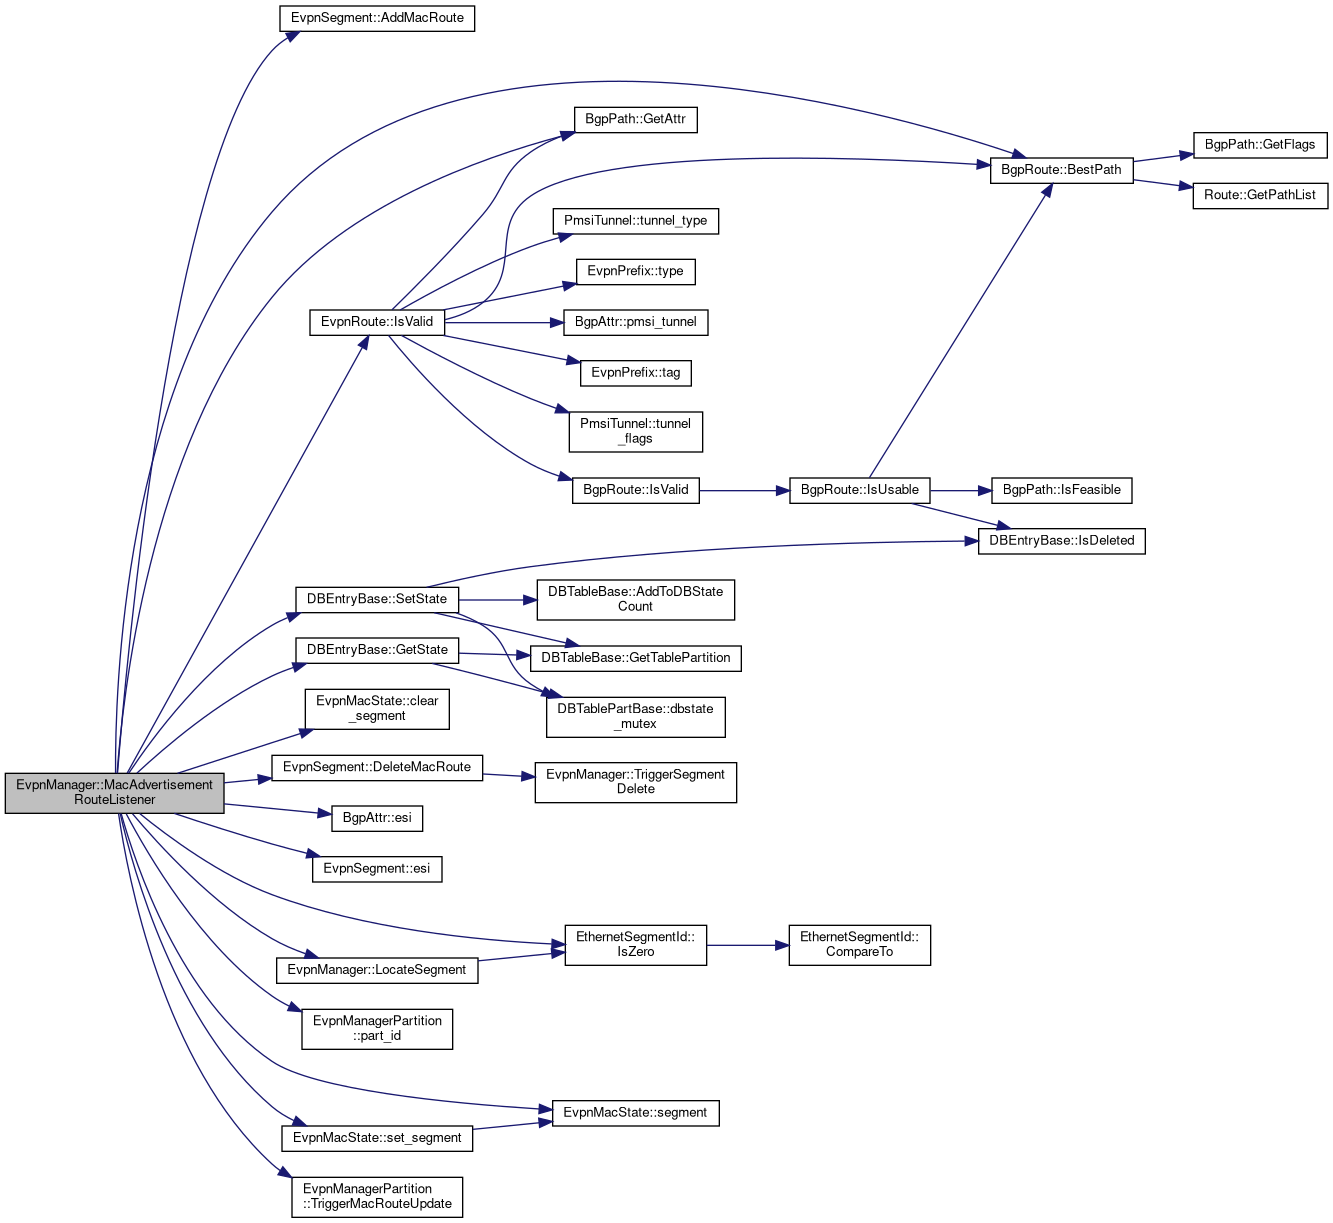 EvpnSegment::AddMacRoute
BgpPath::GetAttr
BgpPath::GetFlags
BgpRoute::BestPath
Route::GetPathList
PmsiTunnel::tunnel_type
EvpnPrefix::type
EvpnRoute::IsValid
BgpAttr::pmsi_tunnel
EvpnPrefix::tag
PmsiTunnel::tunnel
_flags
BgpRoute::IsValid
BgpRoute::IsUsable
BgpPath::IsFeasible
DBEntryBase::IsDeleted
DBEntryBase::SetState
DBTableBase::AddToDBState
Count
DBEntryBase::GetState
DBTableBase::GetTablePartition
EvpnMacState::clear
_segment
DBTablePartBase::dbstate
_mutex
EvpnSegment::DeleteMacRoute
EvpnManager::TriggerSegment
Delete
EvpnManager::MacAdvertisement
RouteListener
BgpAttr::esi
EvpnSegment::esi
EthernetSegmentId::
IsZero
EthernetSegmentId::
CompareTo
EvpnManager::LocateSegment
EvpnManagerPartition
::part_id
EvpnMacState::segment
EvpnMacState::set_segment
EvpnManagerPartition
::TriggerMacRouteUpdate